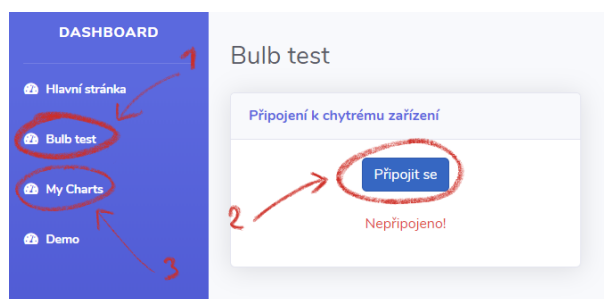 DASHBOARD
1
Hlavní stránka
Bulb test
My Charts
Demo
3
Bulb test
Připojení k chytrému zařízení
Připojit se
2
Nepřipojeno!